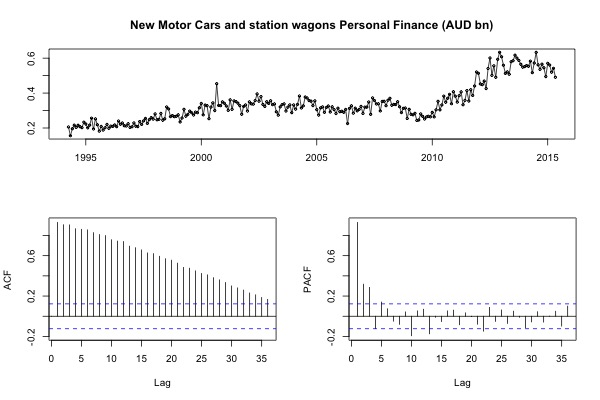 New Motor Cars and station wagons Personal Finance (AUD bn)
0.6
0.4
0.2
1995 2000 2005 2010 2015
ACF
0.6
0.2
-0.2
0 5 10 15 20 25 30 35
Lag
PACF
0.6
0.2
-0.2
0 5 10 15 20 25 30 35
Lag